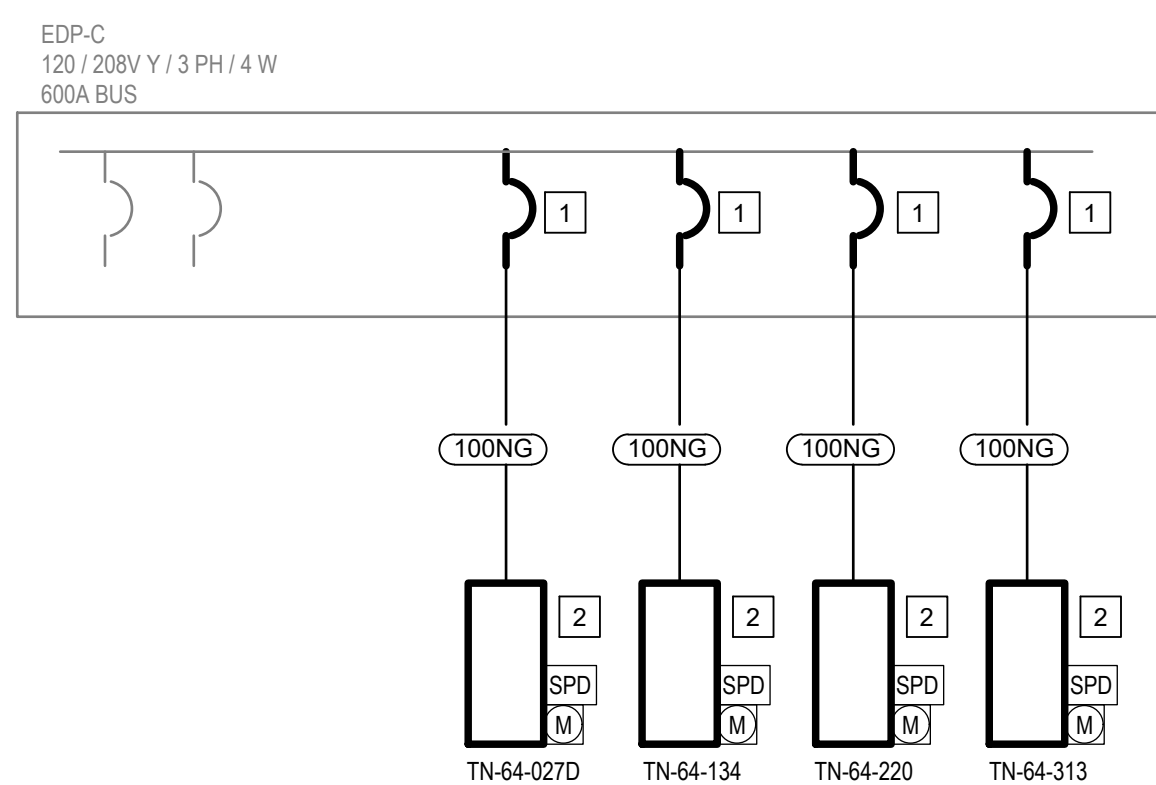 EDP-C
120 / 208V Y / 3 PH / 4 W
600A BUS
1 1 1 1
100NG 100NG 100NG 100NG
2 2 2 2
SPD SPD SPD SPD
M M M M
TN-64-027D TN-64-134 TN-64-220 TN-64-313